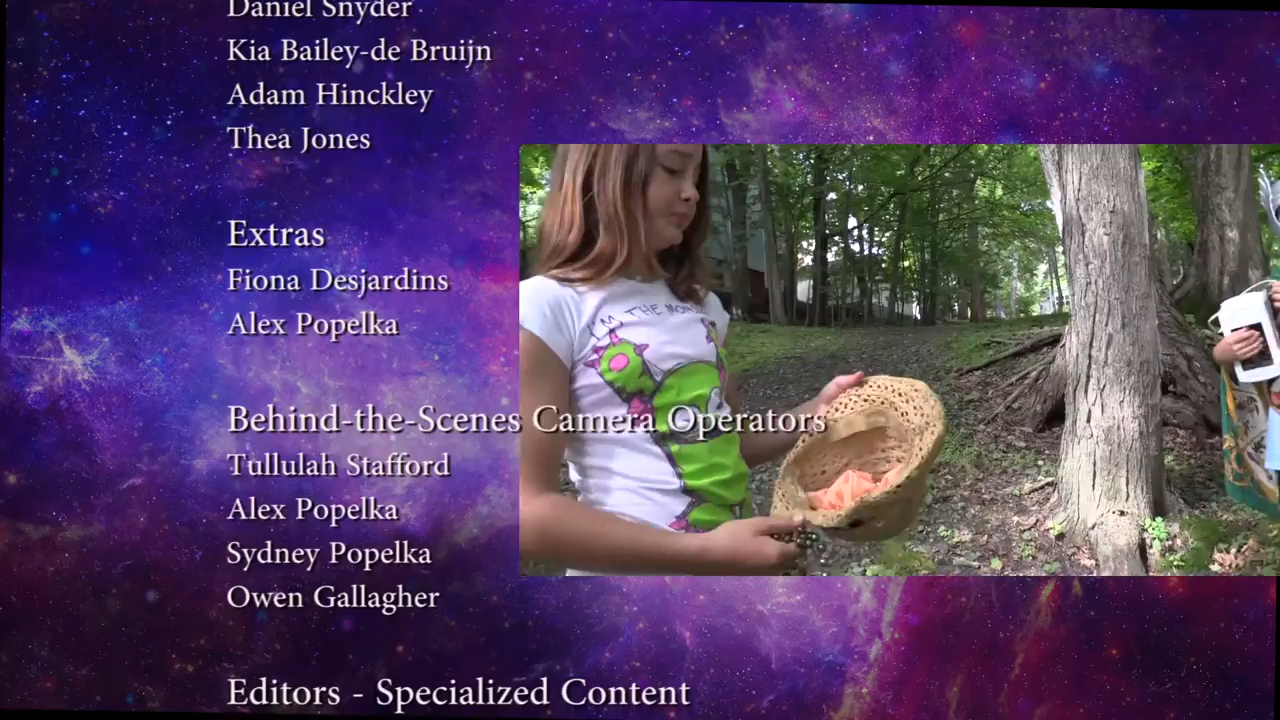 Daniel Snyder
Kia Bailey-de Bruijn
Adam Hinckley
Thea Jones
Extras
Fiona Desjardins
Alex Popelka
I'M THE
Behind-the-Scenes Camera Operators
Tullulah Stafford
Alex Popelka
Sydney Popelka
Owen Gallagher
Editors - Specialized Content